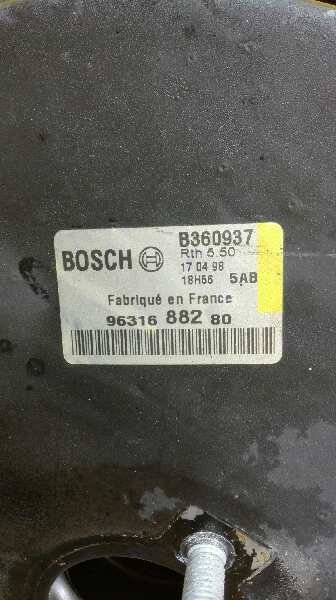 B360937
BOSCH Rth 5.50
17 04 98
18H56 5AB
Fabriqué en France
96316 882 80